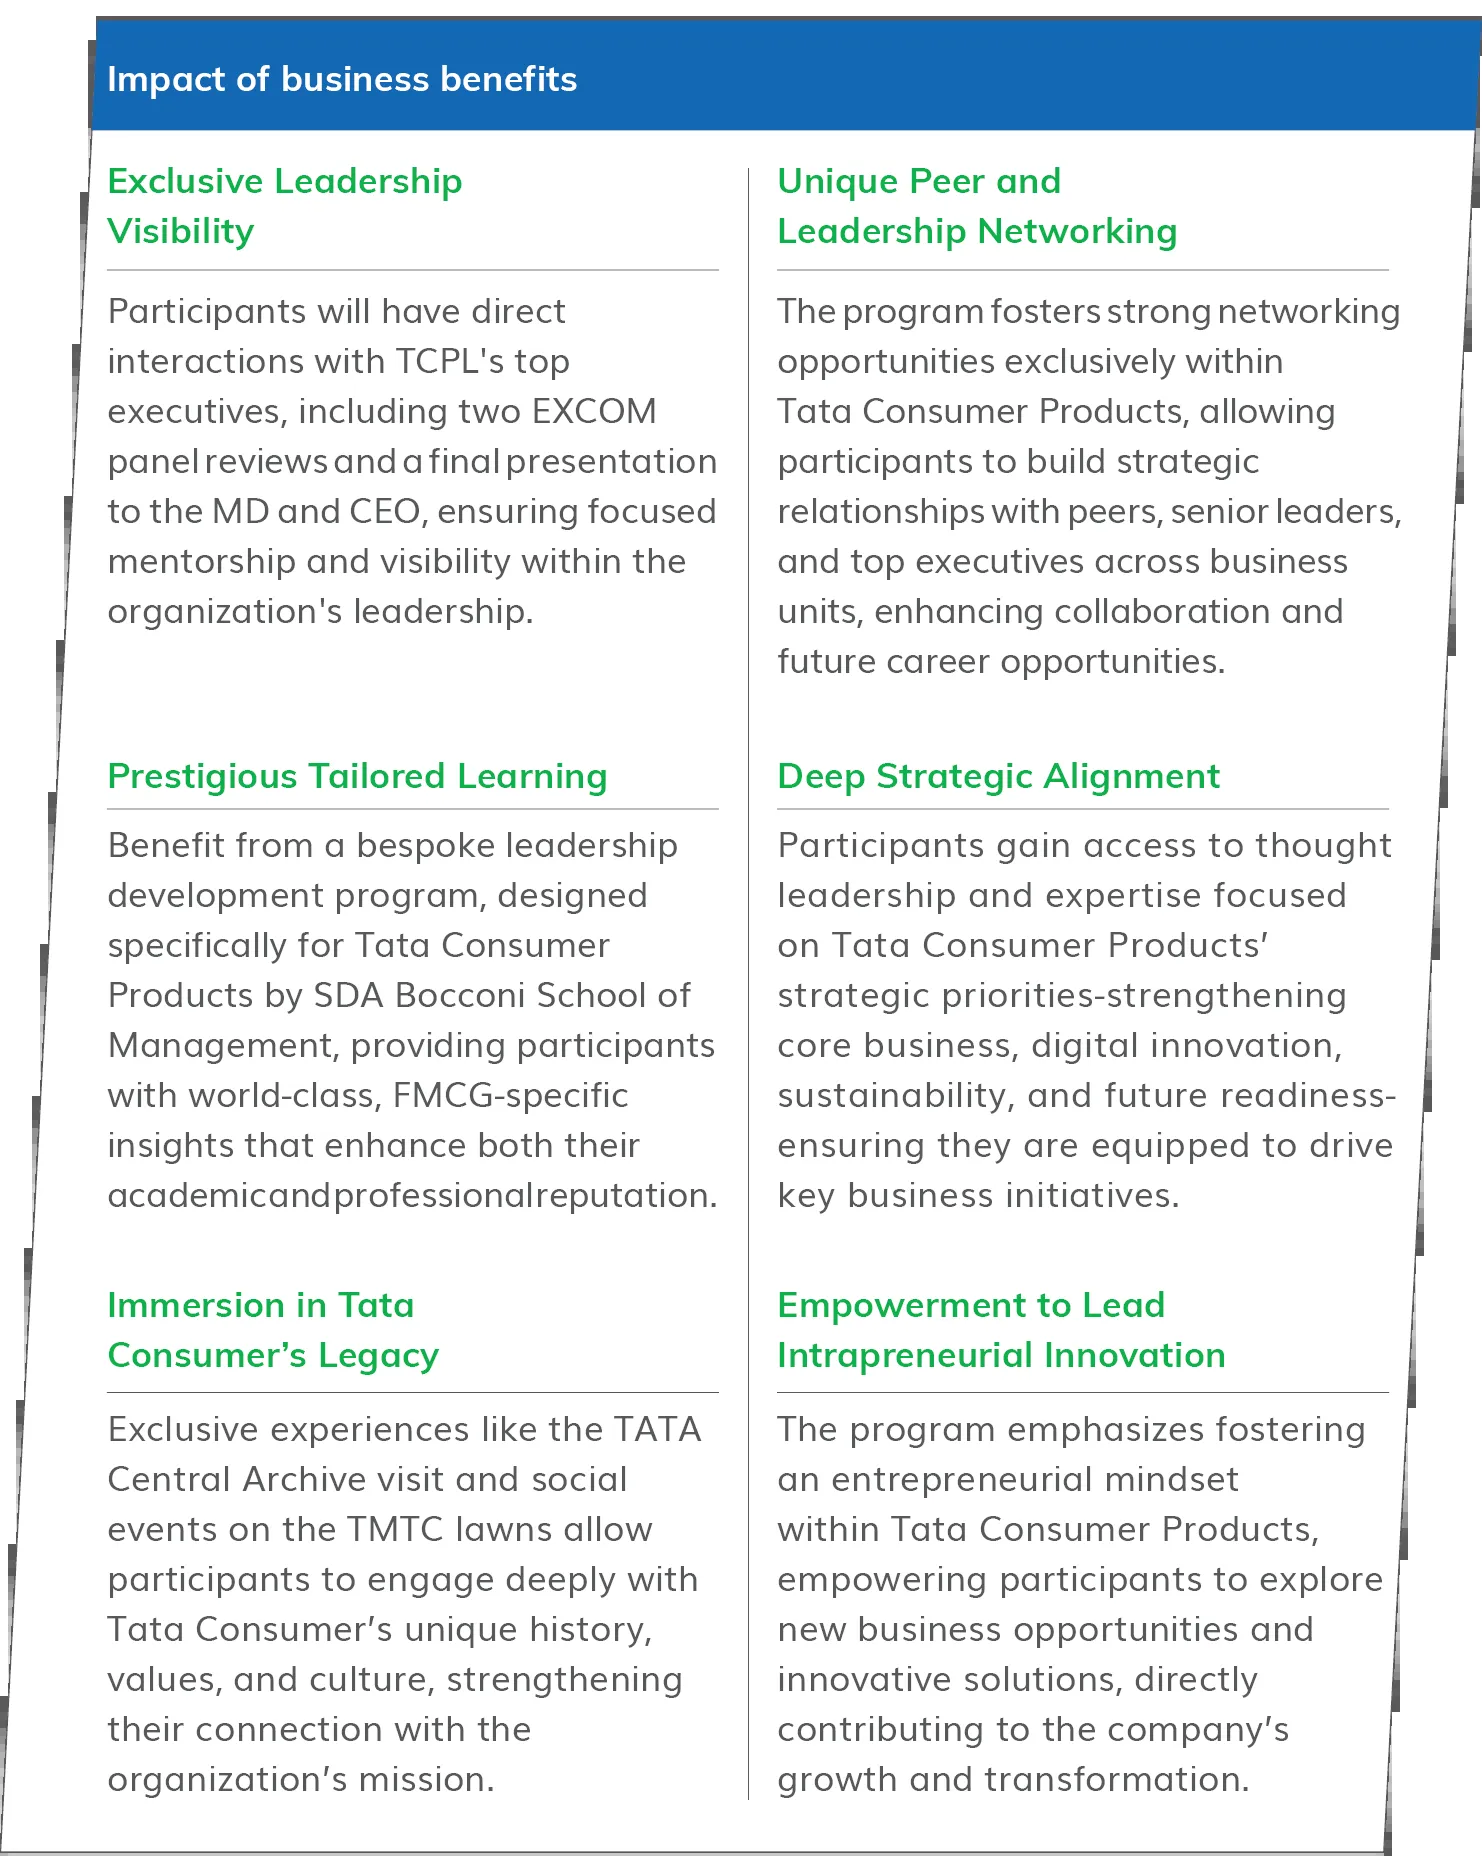 Impact of business benefits
Exclusive Leadership
Visibility
Participants will have direct
interactions with TCPL's top
executives, including two EXCOM
panel reviews and a final presentation
to the MD and CEO, ensuring focused
mentorship and visibility within the
organization's leadership.
Unique Peer and
Leadership Networking
The program fosters strong networking
opportunities exclusively within
Tata Consumer Products, allowing
participants to build strategic
relationships with peers, senior leaders,
and top executives across business
units, enhancing collaboration and
future career opportunities.
Prestigious Tailored Learning
Benefit from a bespoke leadership
development program, designed
specifically for Tata Consumer
Products by SDA Bocconi School of
Management, providing participants
with world-class, FMCG-specific
insights that enhance both their
academic and professional reputation.
Deep Strategic Alignment
Participants gain access to thought
leadership and expertise focused
on Tata Consumer Products’
strategic priorities-strengthening
core business, digital innovation,
sustainability, and future readiness-
ensuring they are equipped to drive
key business initiatives.
Immersion in Tata
Consumer’s Legacy
Exclusive experiences like the TATA
Central Archive visit and social
events on the TMTC lawns allow
participants to engage deeply with
Tata Consumer’s unique history,
values, and culture, strengthening
their connection with the
organization’s mission.
Empowerment to Lead
Intrapreneurial Innovation
The program emphasizes fostering
an entrepreneurial mindset
within Tata Consumer Products,
empowering participants to explore
new business opportunities and
innovative solutions, directly
contributing to the company’s
growth and transformation.